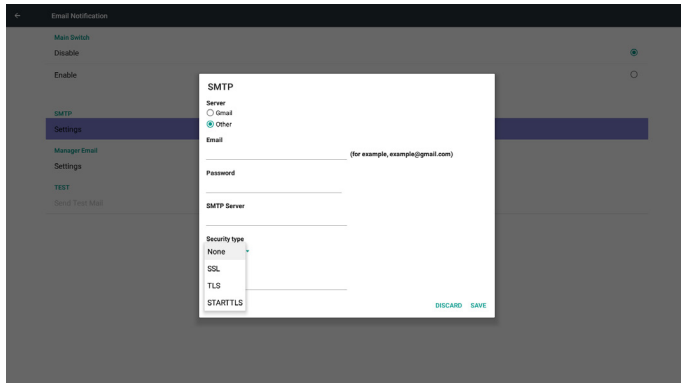 Email Notification
Main Switch
Disable
Enable
SMTP
Settings
Manager Email
Settings
TEST
Send Test Mail
SMTP
Server
Gmail
Other
Email
(for example, example@gmail.com)
Password
SMTP Server
Security type
None
SSL
TLS
STARTTLS
DISCARD SAVE